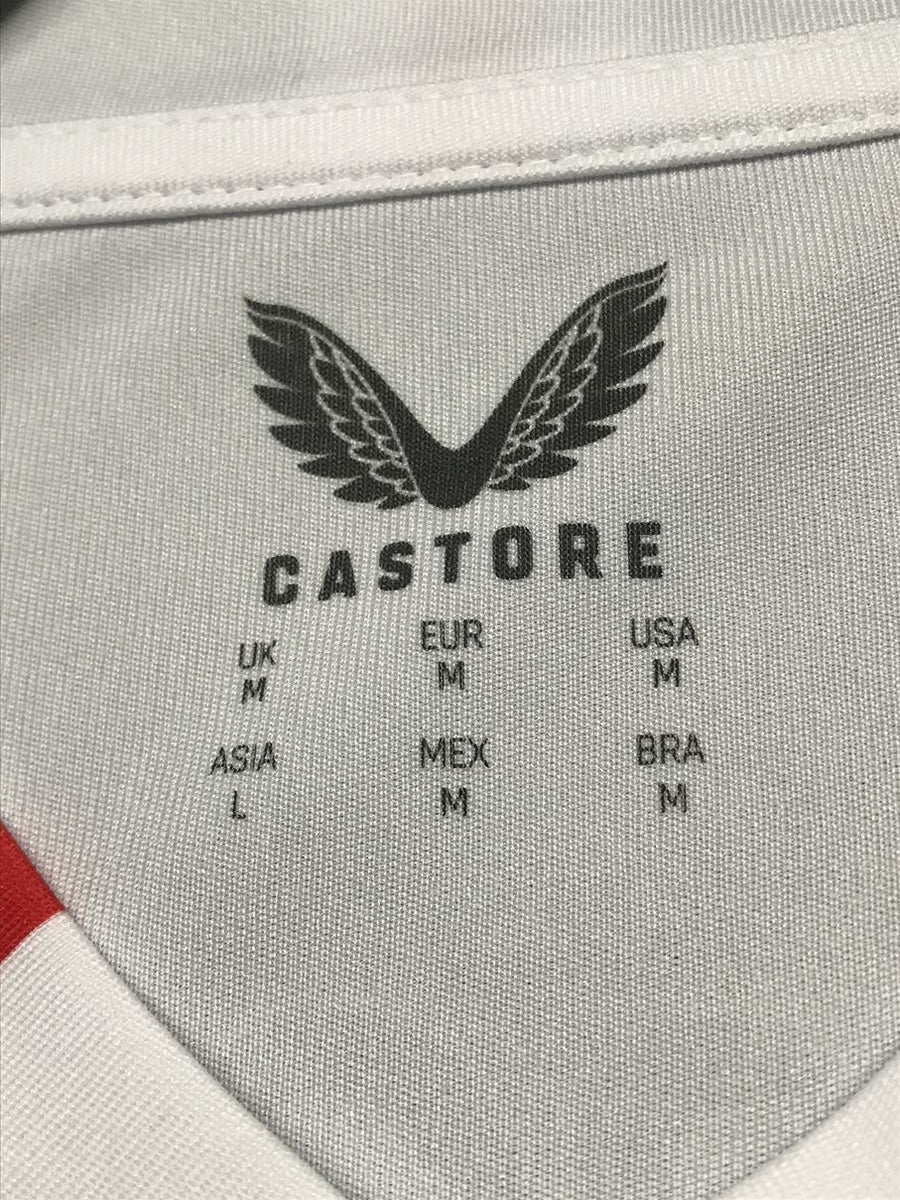 CASTORE
UK EUR USA
M M M
ASIA MEX BRA
L M M